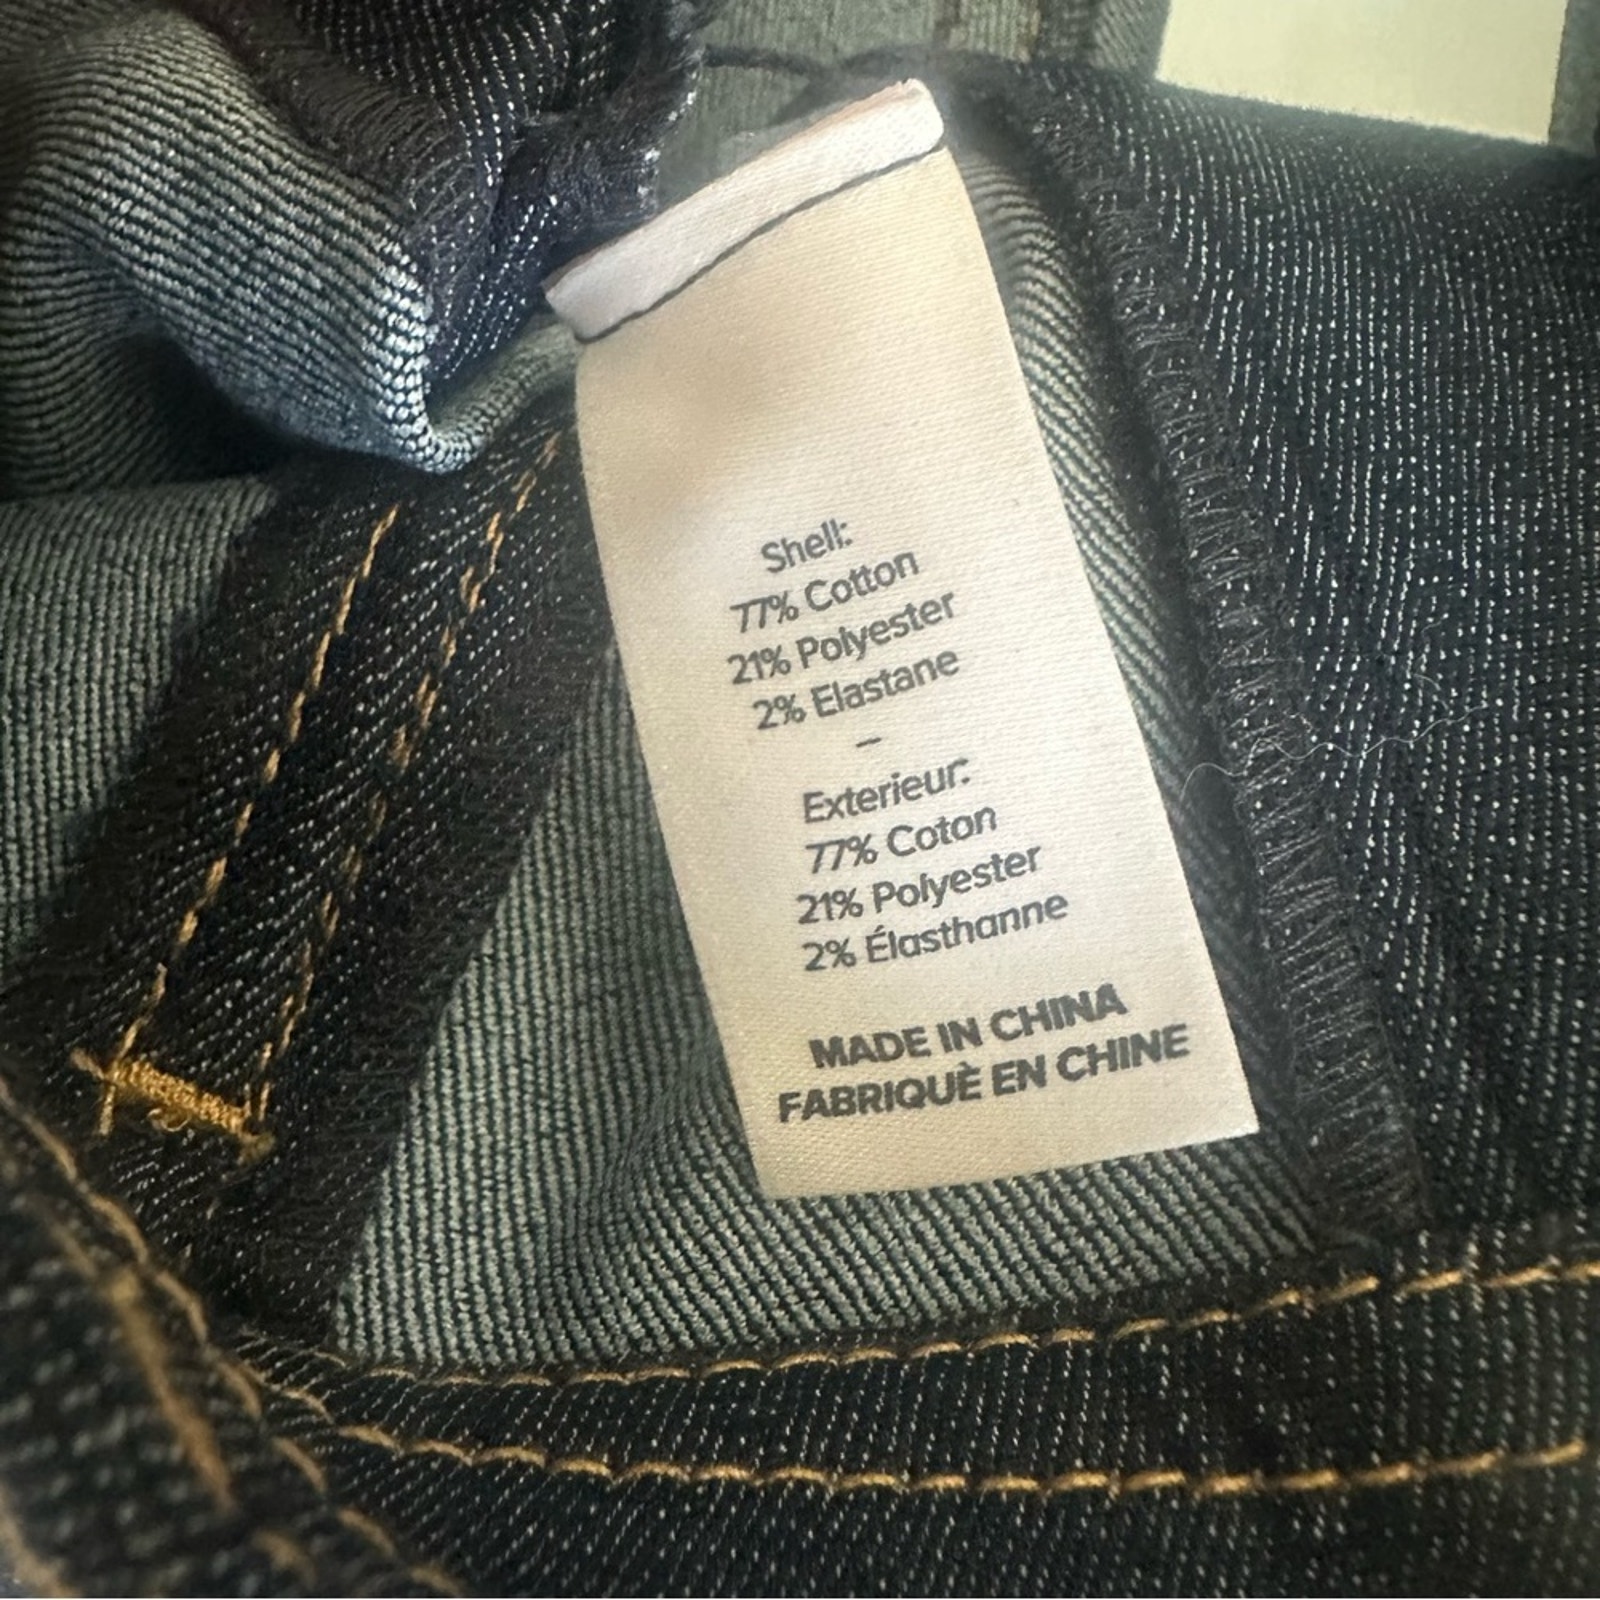 Shell:
77% Cotton
21% Polyester
2% Elastane
–
Exterieur:
77% Coton
21% Polyester
2% Élasthanne
MADE IN CHINA
FABRIQUÈ EN CHINE